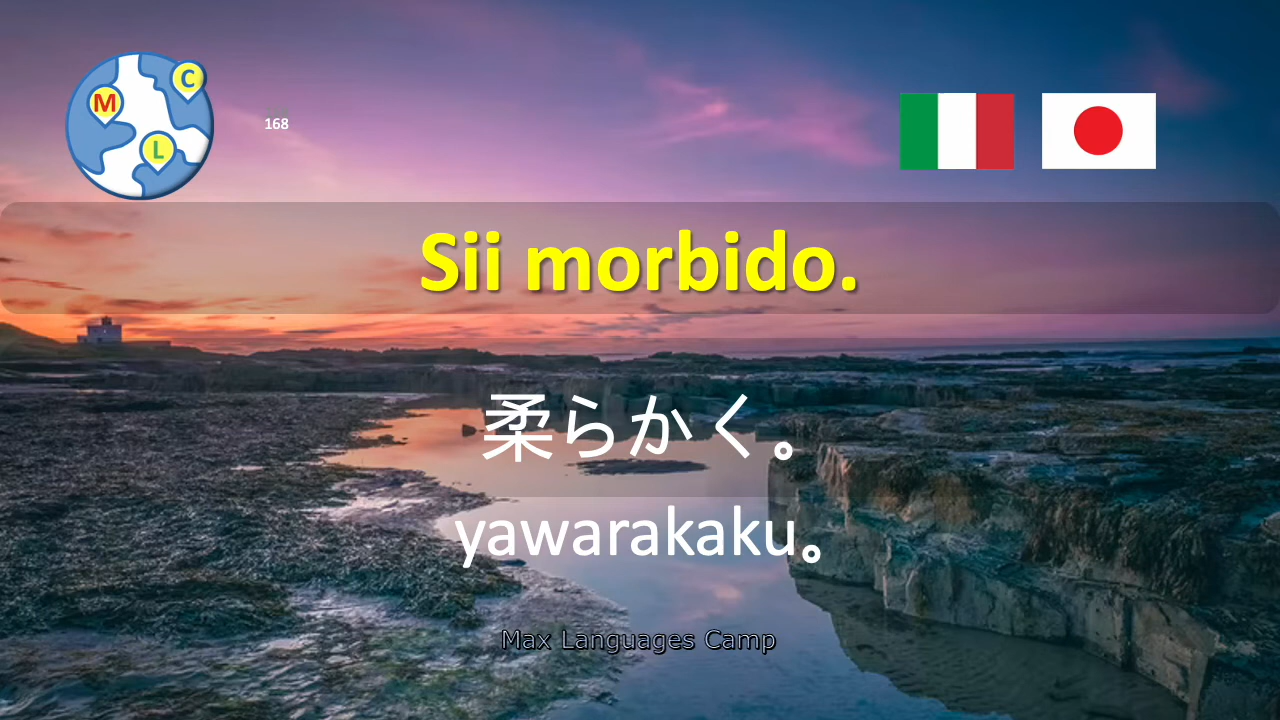 M
C
L
168
Sii morbido.
柔らかく。
yawarakaku。
Max Languages Camp